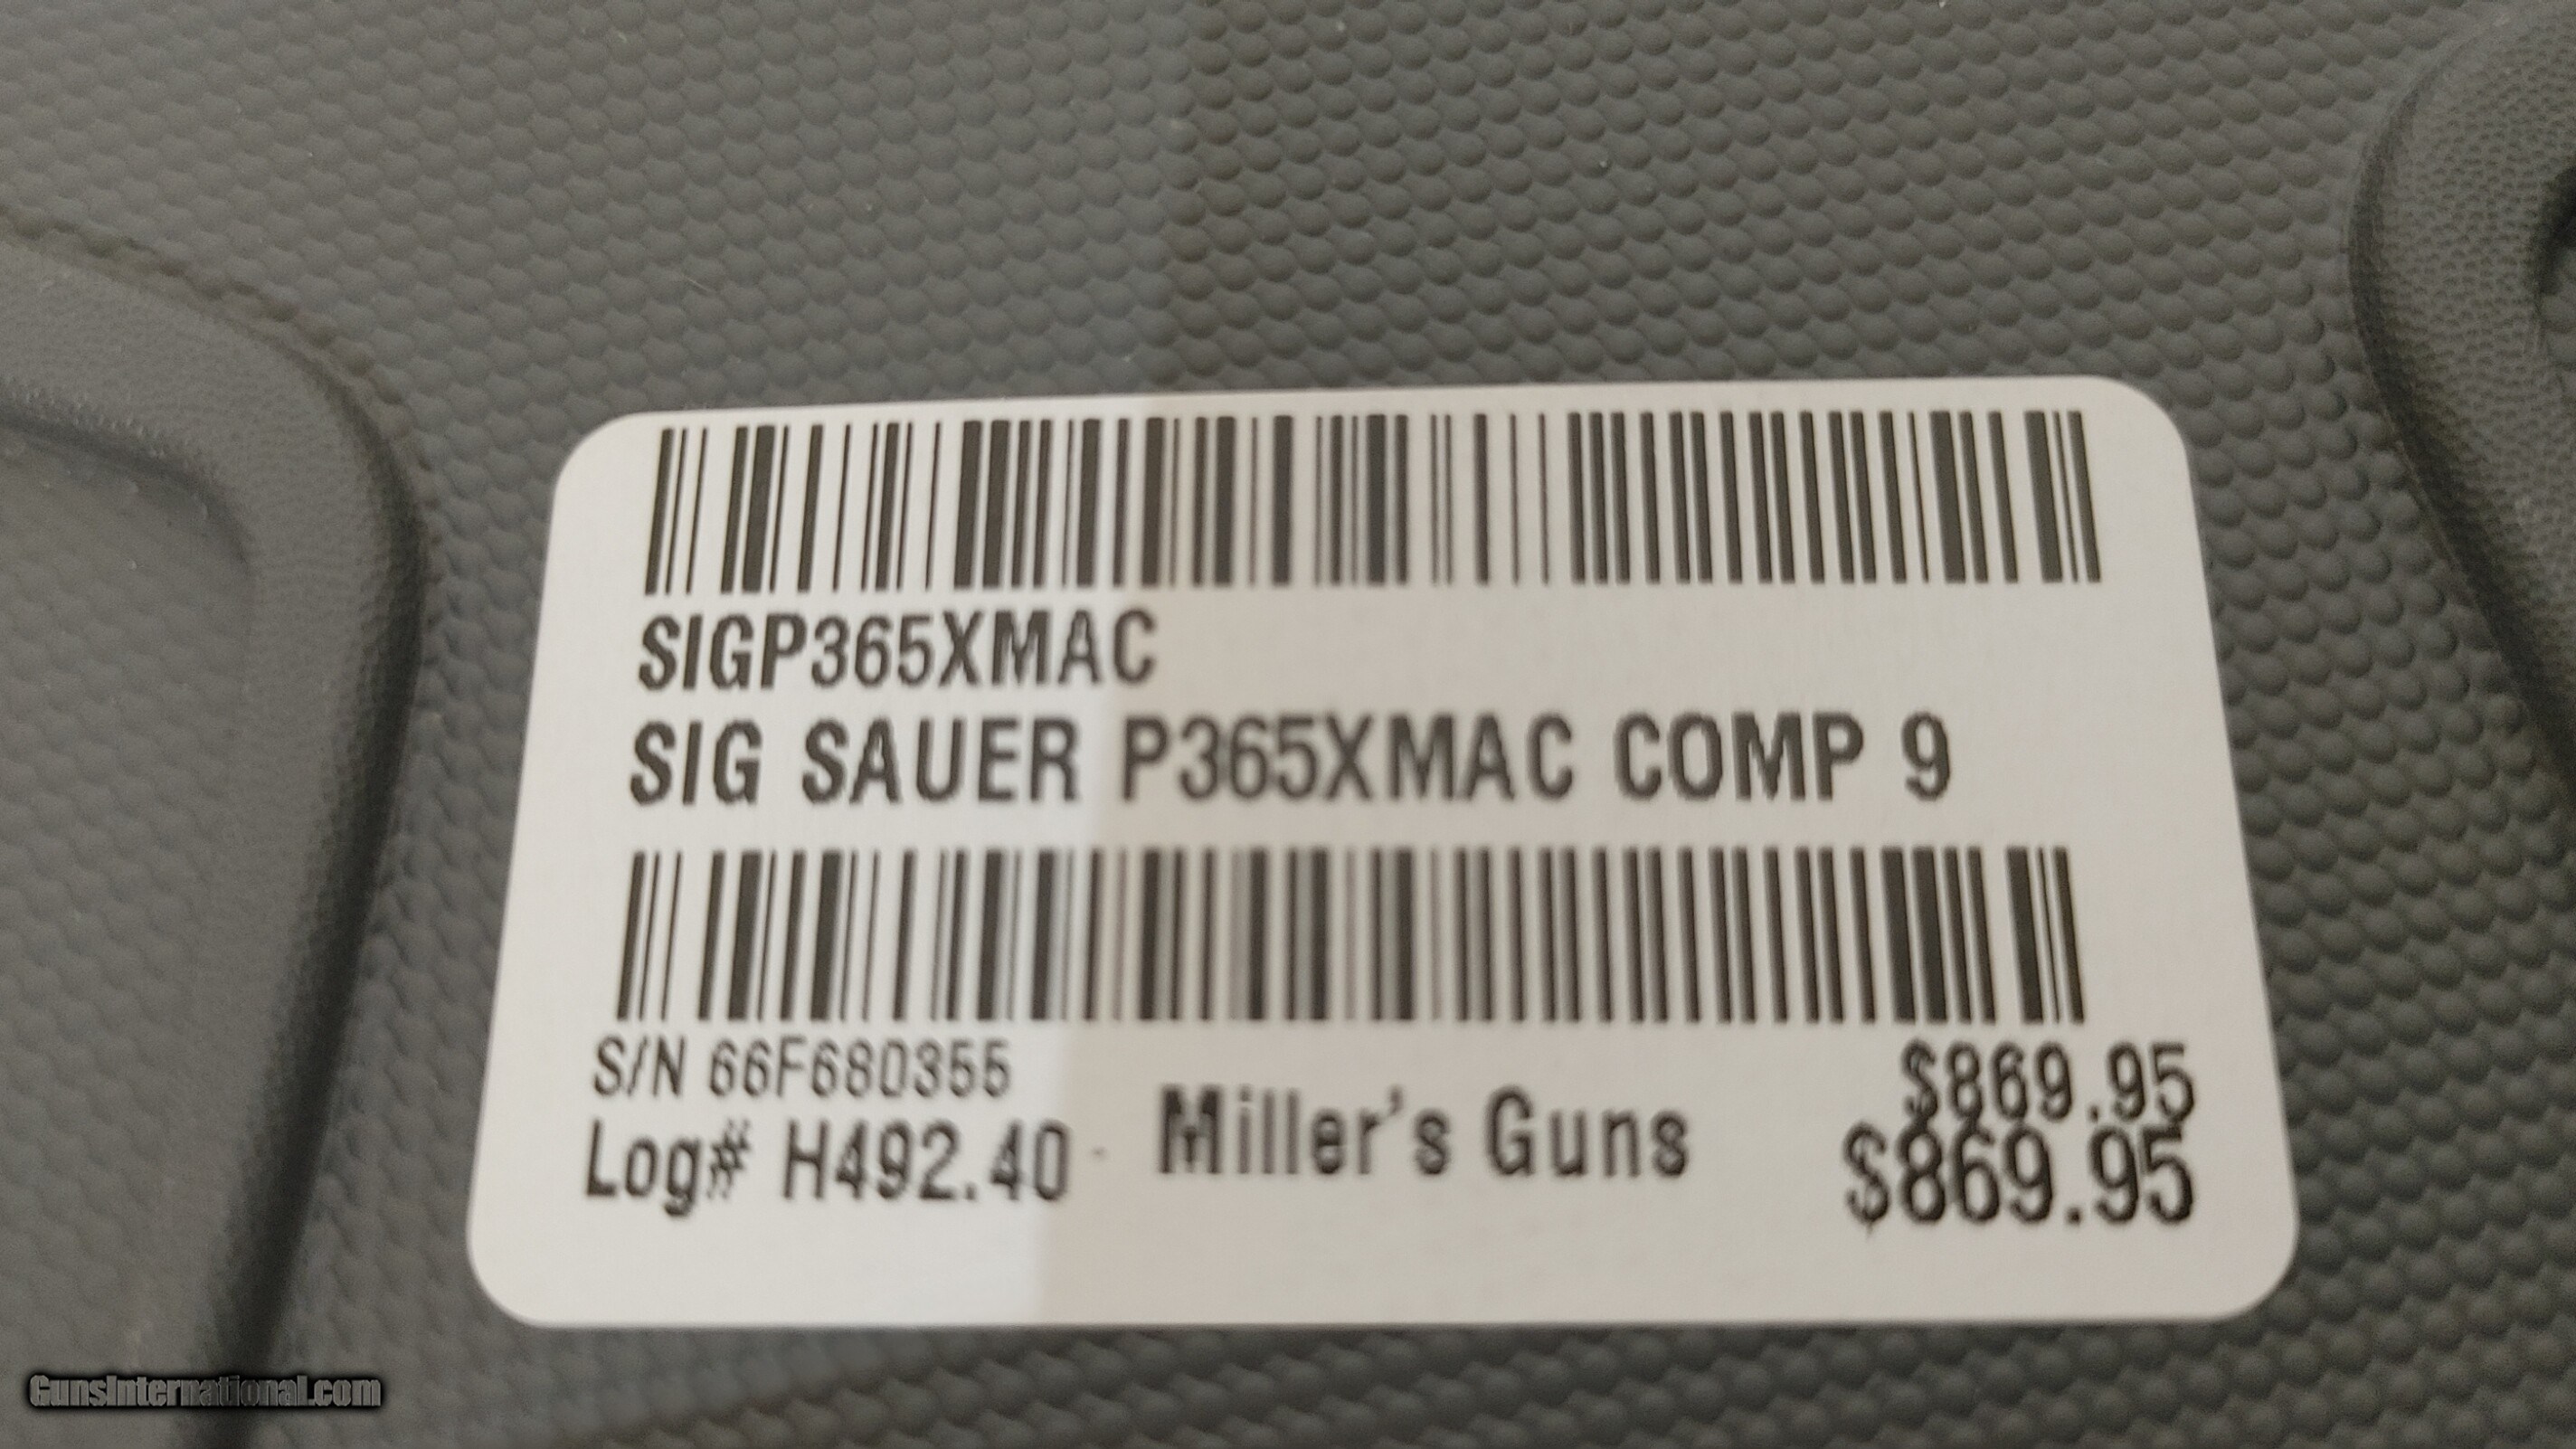 SIGP365XMAC
SIG SAUER P365XMAC COMP 9
S/N 66F680355
Log# H492.40
Miller's Guns
$869.95
$869.95
GunsInternational.com